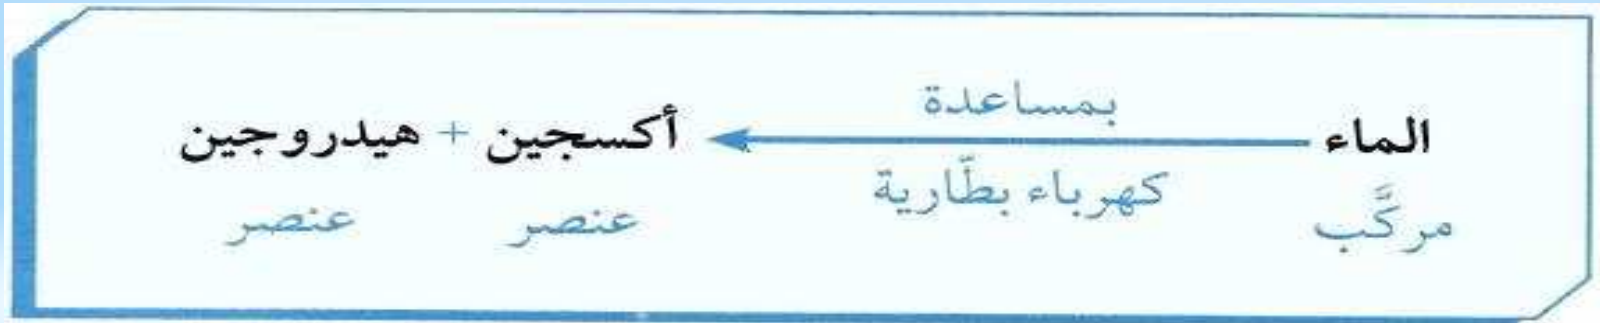 بمساعدة
الماء ← أكسجين + هيدروجين
كهرباء بطّارية
مركَّب عنصر عنصر